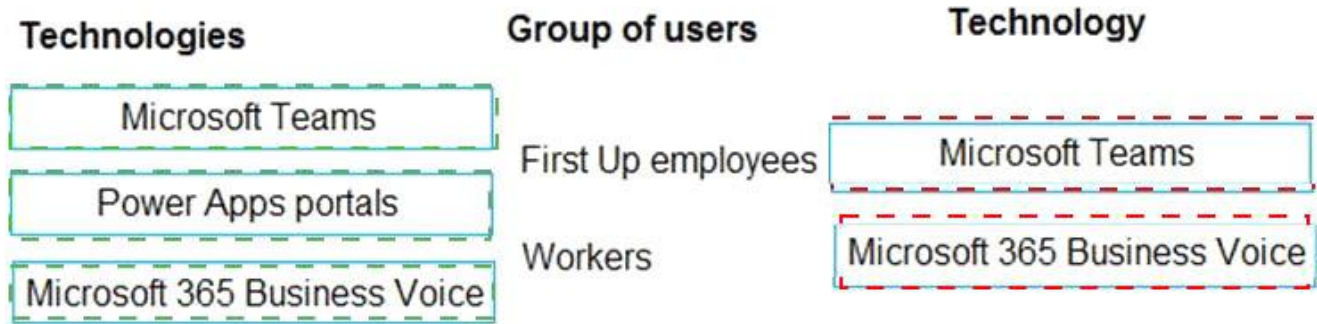 Technologies
Microsoft Teams
Power Apps portals
Microsoft 365 Business Voice
Group of users
First Up employees
Workers
Technology
Microsoft Teams
Microsoft 365 Business Voice